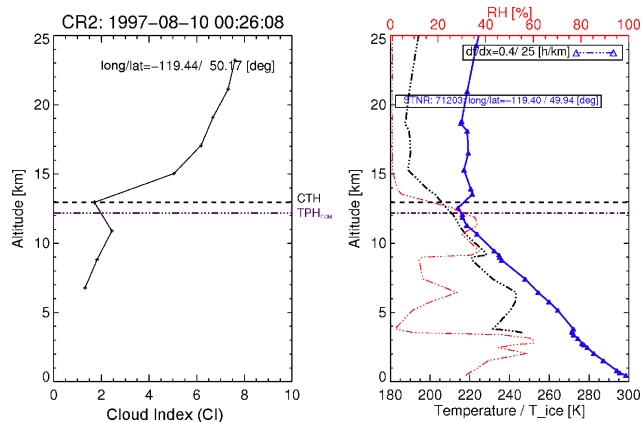 CR2: 1997-08-10 00:26:08
long/lat=-119.44/ 50.17 [deg]
Altitude [km]
25
20
15
10
5
0
0 2 4 6 8 10
Cloud Index (CI)
CTH
TPH
RH [%]
0 20 40 60 80 100
dt/dx=0.4/ 25 [h/km]
STNR: 71203; long/lat=-119.40 / 49.94 [deg]
Altitude [km]
25
20
15
10
5
0
180 200 220 240 260 280 300
Temperature / T_ice [K]